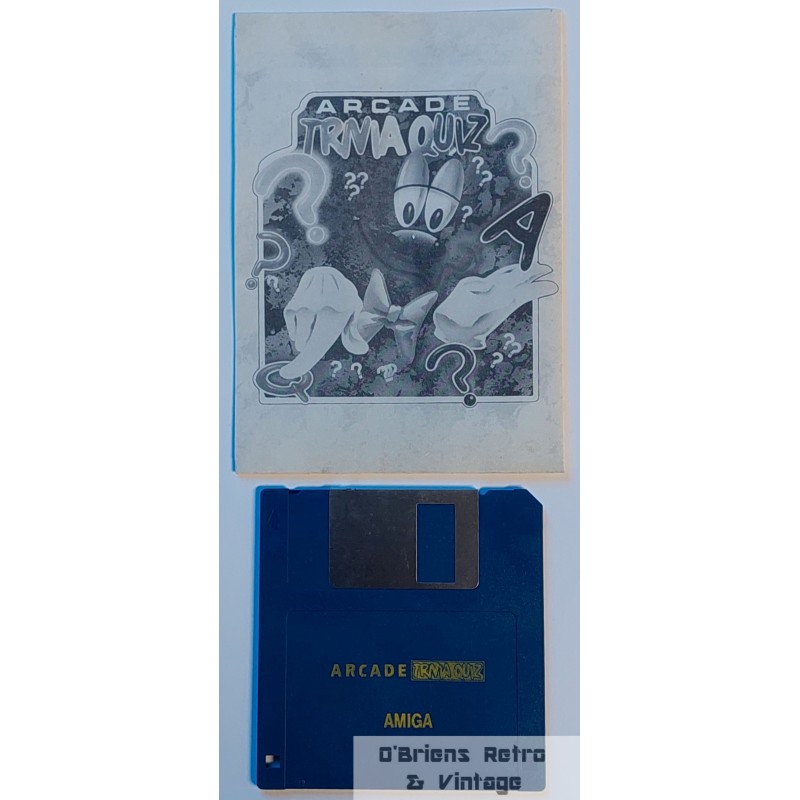 ARCADE
TRIVIA QUIZ
? ? ?? ?
? ? ?
?
? A
?
?
Q ? ? ?? ? ???
ARCADE TRIVIA QUIZ
AMIGA
O'Briens Retro
& Vintage